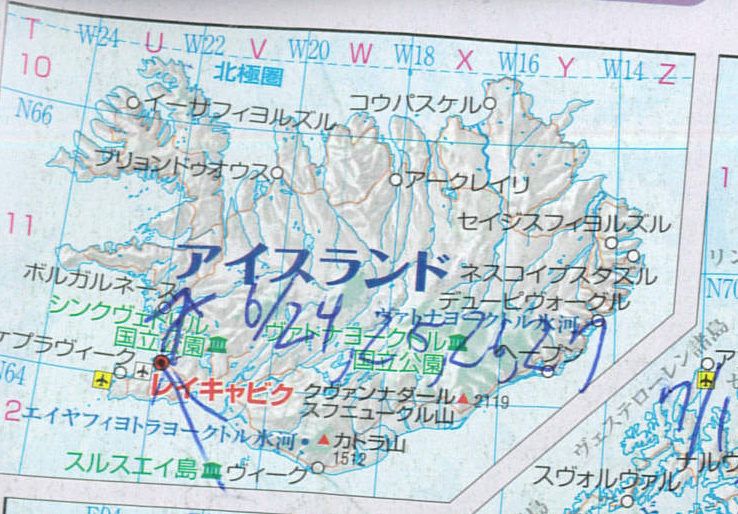 T W24 U W22 V W20 W W18 X W16 Y W14 Z
10
北極圏
N66
イーサフィヨルズル
コウパスケル
ブリョンドゥオウス
アークレイリ
1
セイジスフィヨルズル
11
アイスランド
ネスコイプスタズル
ボルガルネース
デューピヴォーグル
シンクヴェトリル
国立公園
6/24, 25, 26, 27
ヴァトナヨークトル氷河
ヴァトナヨークトル
国立公園
N70
ケプラヴィーク
ヘープン
N64
レイキャビク
クヴァンナダール
スフニュークル山
2119
ヴェステローレン諸島
7/1
2
エイヤフィヨトラヨークトル氷河
カトラ山
1512
スルスエイ島
ヴィーク
スヴォルヴァル
ナルヴ